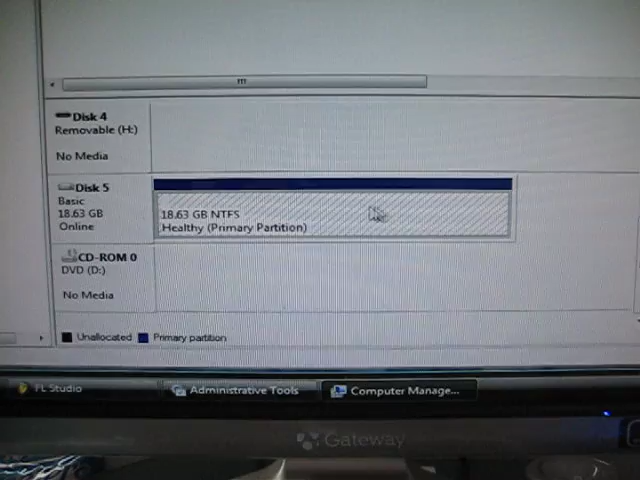 Disk 4
Removable (H:)
No Media
Disk 5
Basic
18.63 GB
Online
18.63 GB NTFS
Healthy (Primary Partition)
CD-ROM 0
DVD (D:)
No Media
Unallocated Primary partition
FL Studio Administrative Tools Computer Manage...
Gateway